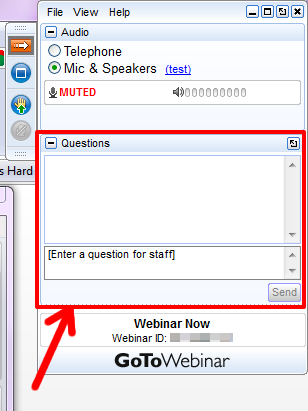 File View Help
Audio
Telephone
Mic & Speakers (test)
MUTED
Questions
s Hard
[Enter a question for staff]
Send
Webinar Now
Webinar ID:
GoToWebinar